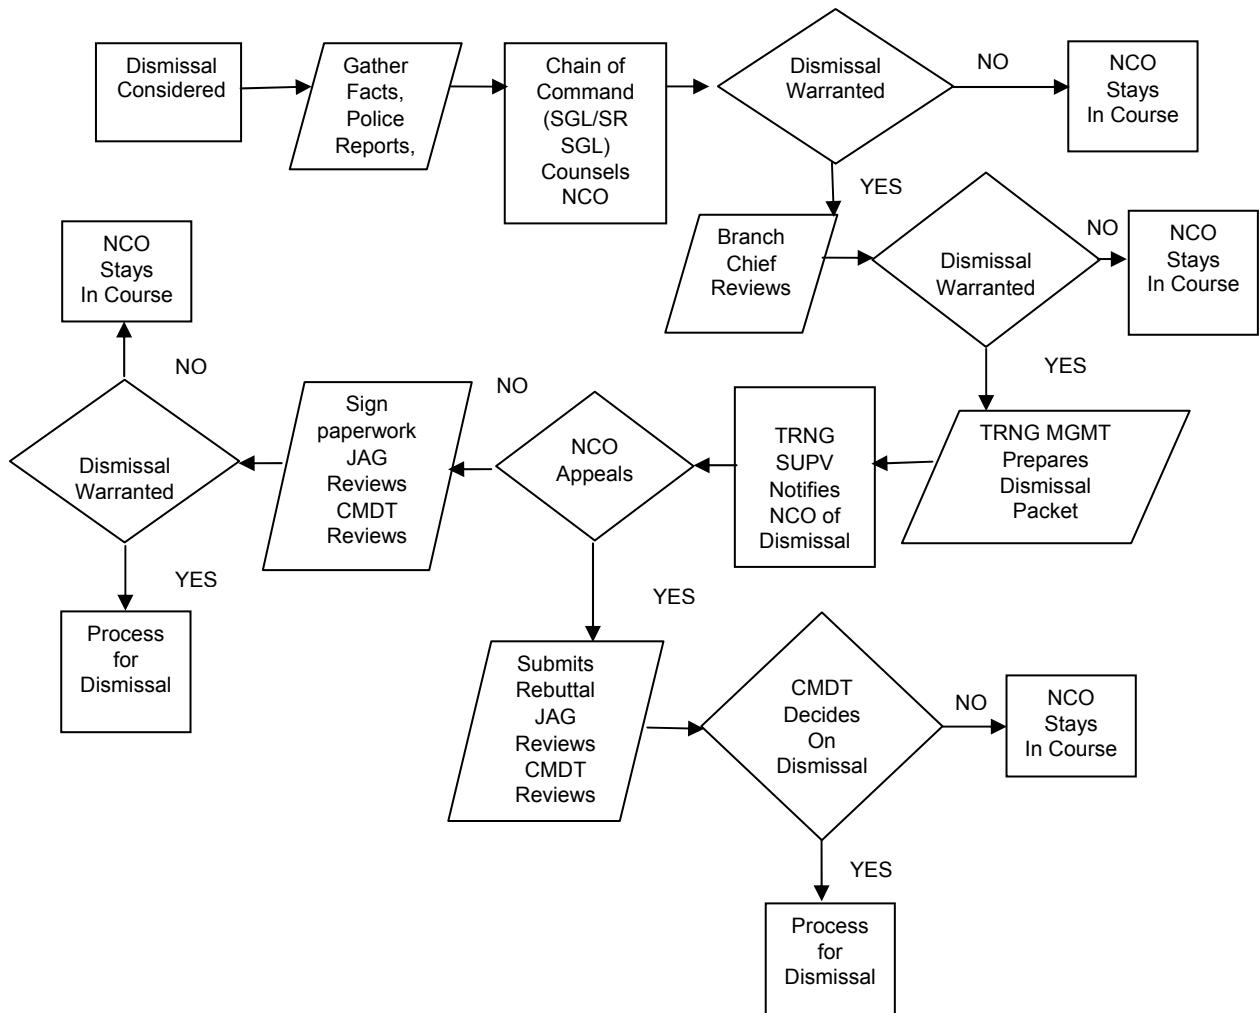 Dismissal
Considered
Gather
Facts,
Police
Reports,
Chain of
Command
(SGL/SR
SGL)
Counsels
NCO
Dismissal
Warranted
NO
NCO
Stays
In Course
YES
Branch
Chief
Reviews
Dismissal
Warranted
NO
NCO
Stays
In Course
YES
TRNG MGMT
Prepares
Dismissal
Packet
TRNG
SUPV
Notifies
NCO of
Dismissal
NCO
Appeals
NO
Sign
paperwork
JAG
Reviews
CMDT
Reviews
Dismissal
Warranted
NO
NCO
Stays
In Course
YES
Process
for
Dismissal
YES
Submits
Rebuttal
JAG
Reviews
CMDT
Reviews
CMDT
Decides
On
Dismissal
NO
NCO
Stays
In Course
YES
Process
for
Dismissal